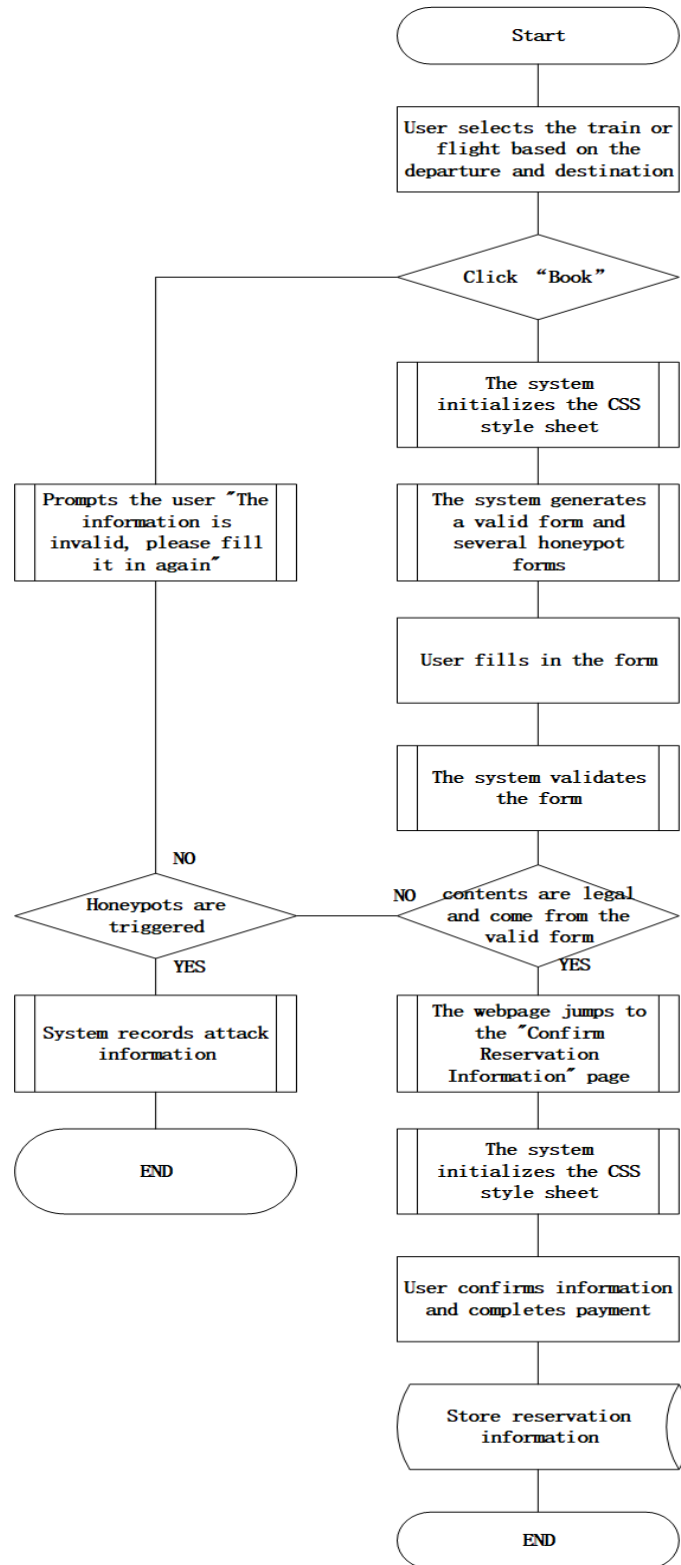 Start
User selects the train or
flight based on the
departure and destination
Click “Book”
The system
initializes the CSS
style sheet
Prompts the user "The
information is
invalid, please fill
it in again"
The system generates
a valid form and
several honeypot
forms
User fills in the form
The system validates
the form
NO
Honeypots are
triggered
YES
NO
contents are legal
and come from the
valid form
YES
System records attack
information
The webpage jumps to
the "Confirm
Reservation
Information" page
END
The system
initializes the CSS
style sheet
User confirms information
and completes payment
Store reservation
information
END